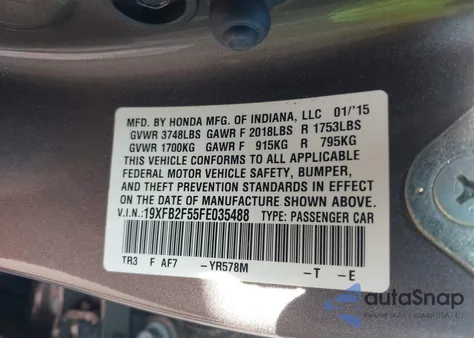 MFD. BY HONDA MFG. OF INDIANA, LLC 01/'15
GVWR 3748LBS GAWR F 2018LBS R 1753LBS
GVWR 1700KG GAWR F 915KG R 795KG
THIS VEHICLE CONFORMS TO ALL APPLICABLE
FEDERAL MOTOR VEHICLE SAFETY, BUMPER,
AND THEFT PREVENTION STANDARDS IN EFFECT
ON THE DATE OF MANUFACTURE SHOWN ABOVE.
V.I.N: 19XFB2F55FE035488 TYPE: PASSENGER CAR
TR3 F AF7 -YR578M -T -E
autoSnap